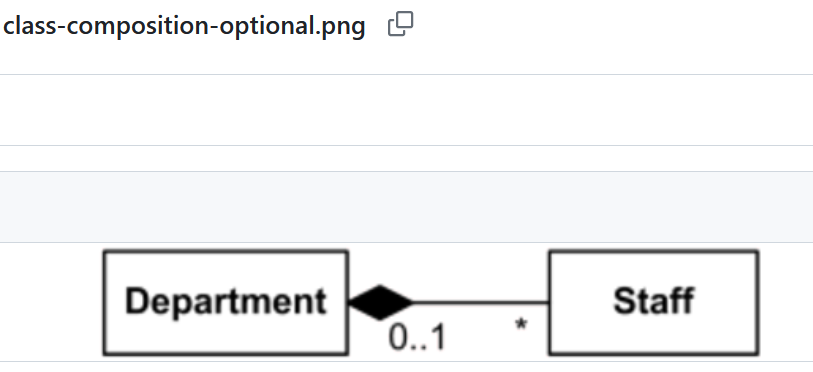 class-composition-optional.png
Department
Staff
0..1
*